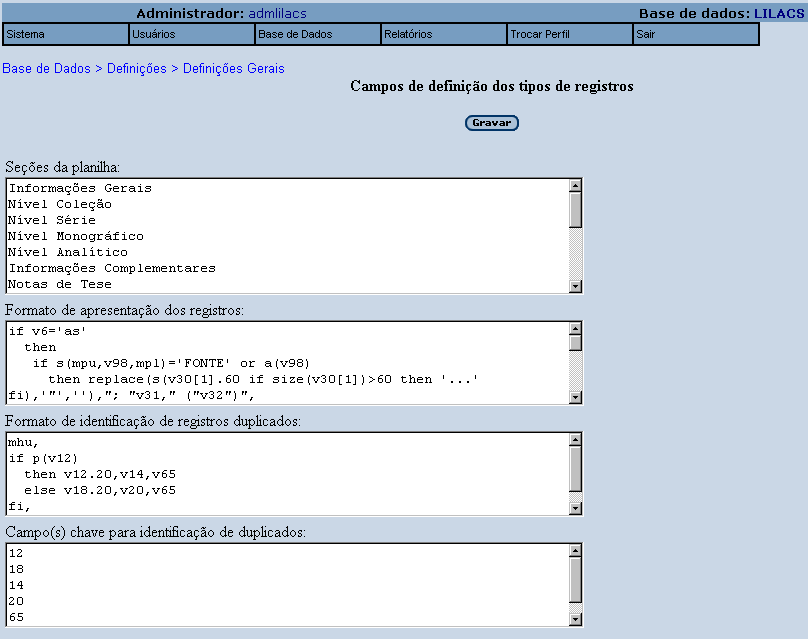 Administrador: admlilacs Base de dados: LILACS
Sistema Usuários Base de Dados Relatórios Trocar Perfil Sair
Base de Dados > Definições > Definições Gerais
Campos de definição dos tipos de registros
Gravar
Seções da planilha:
Informações Gerais
Nível Coleção
Nível Série
Nível Monográfico
Nível Analítico
Informações Complementares
Notas de Tese
Formato de apresentação dos registros:
if v6='as'
then
if s(mpu,v98,mpl)='FONTE' or a(v98)
then replace(s(v30[1].60 if size(v30[1])>60 then '...'
fi),'"',''),"; "v31," ("v32")",
Formato de identificação de registros duplicados:
mhu,
if p(v12)
then v12.20,v14,v65
else v18.20,v20,v65
fi,
Campo(s) chave para identificação de duplicados:
12
18
14
20
65